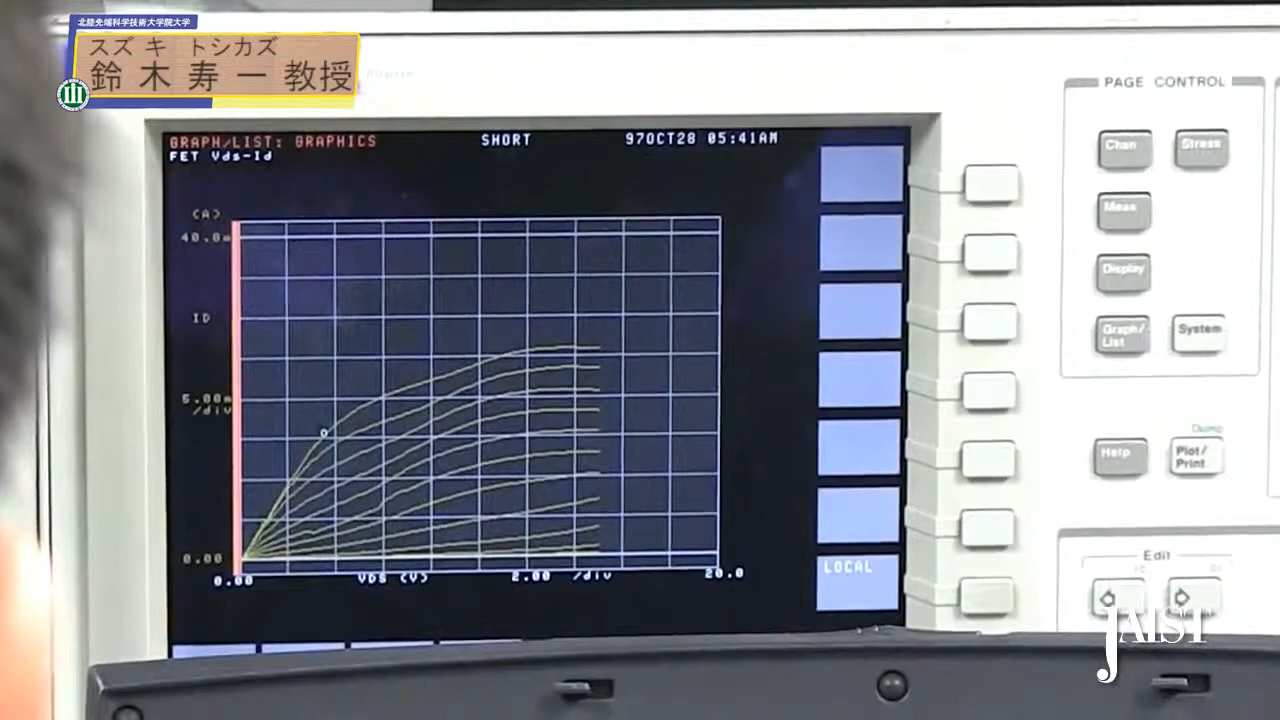 北陸先端科学技術大学院大学
スズキ トシカズ
鈴木寿一教授
GRAPH/LIST: GRAPHICS SHORT 97OCT28 05:41AM
FET Vds-Id
(A)
40.0m
ID
5.00m
/div
0.00
0.00 VDS (V) 2.00 /div 20.0
LOCAL
PAGE CONTROL
Chan Stress
Meas
Display
Graph/
List
System
Dump
Help
Plot/
Print
Edit
JAIST